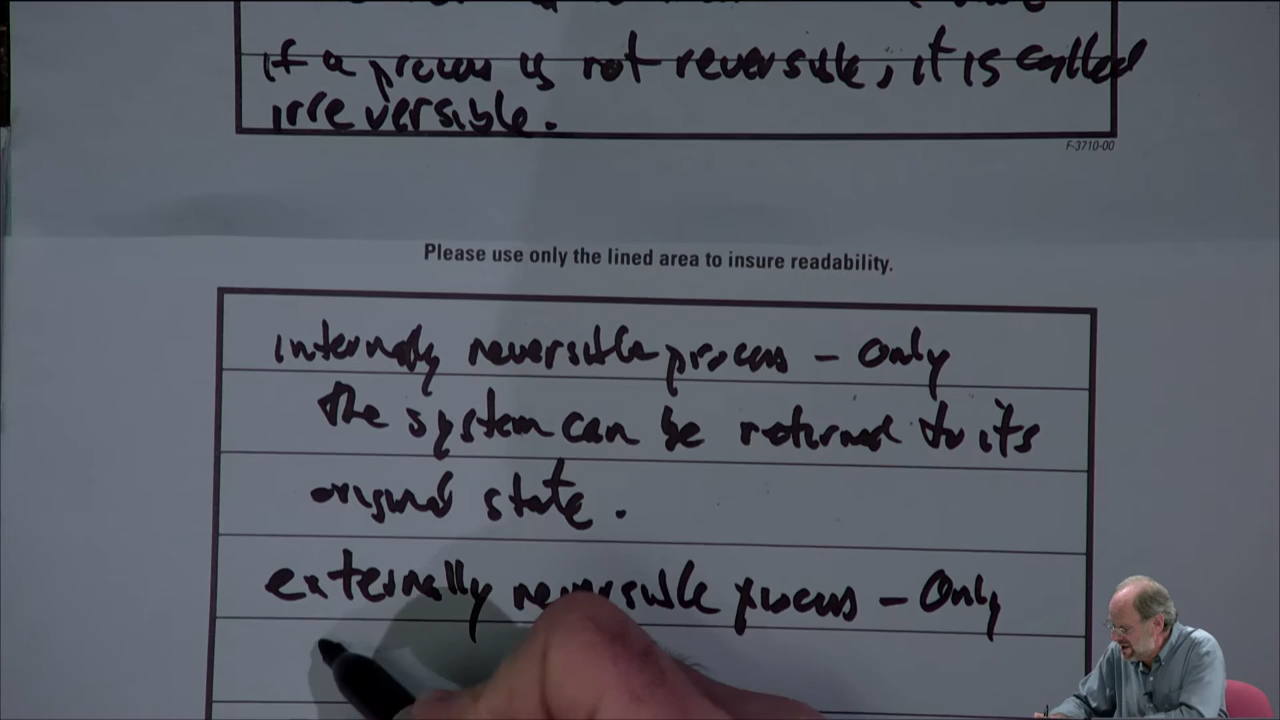 if a process is not reversible, it is called
irreversible.
F-3710-00
Please use only the lined area to insure readability.
internally reversible process - Only
the system can be returned to its
original state.
externally reversible process - Only